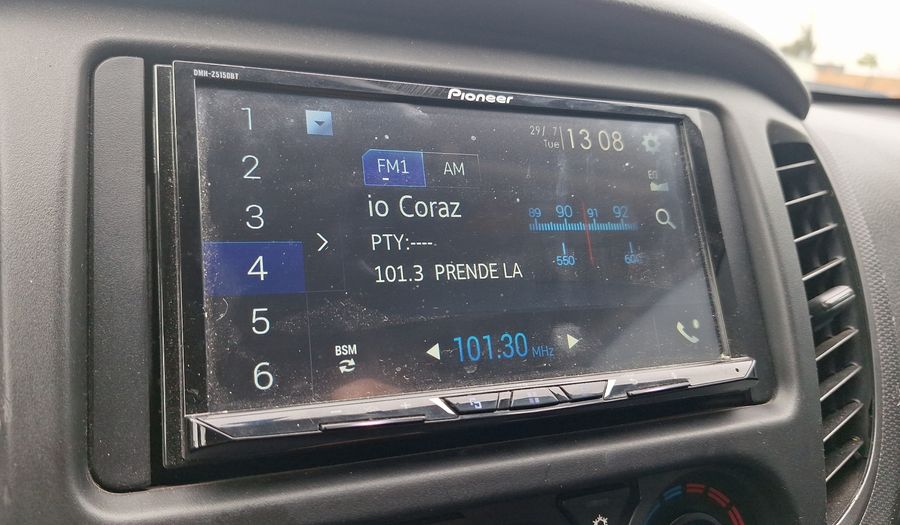 DMH-Z5150BT
Pioneer
1
2
3
4
5
6
29/ 7
Tue
13 08
FM1
AM
EQ
io Coraz
89 90 91 92
PTY:----
550
101.3 PRENDE LA
BSM
101.30 MHz